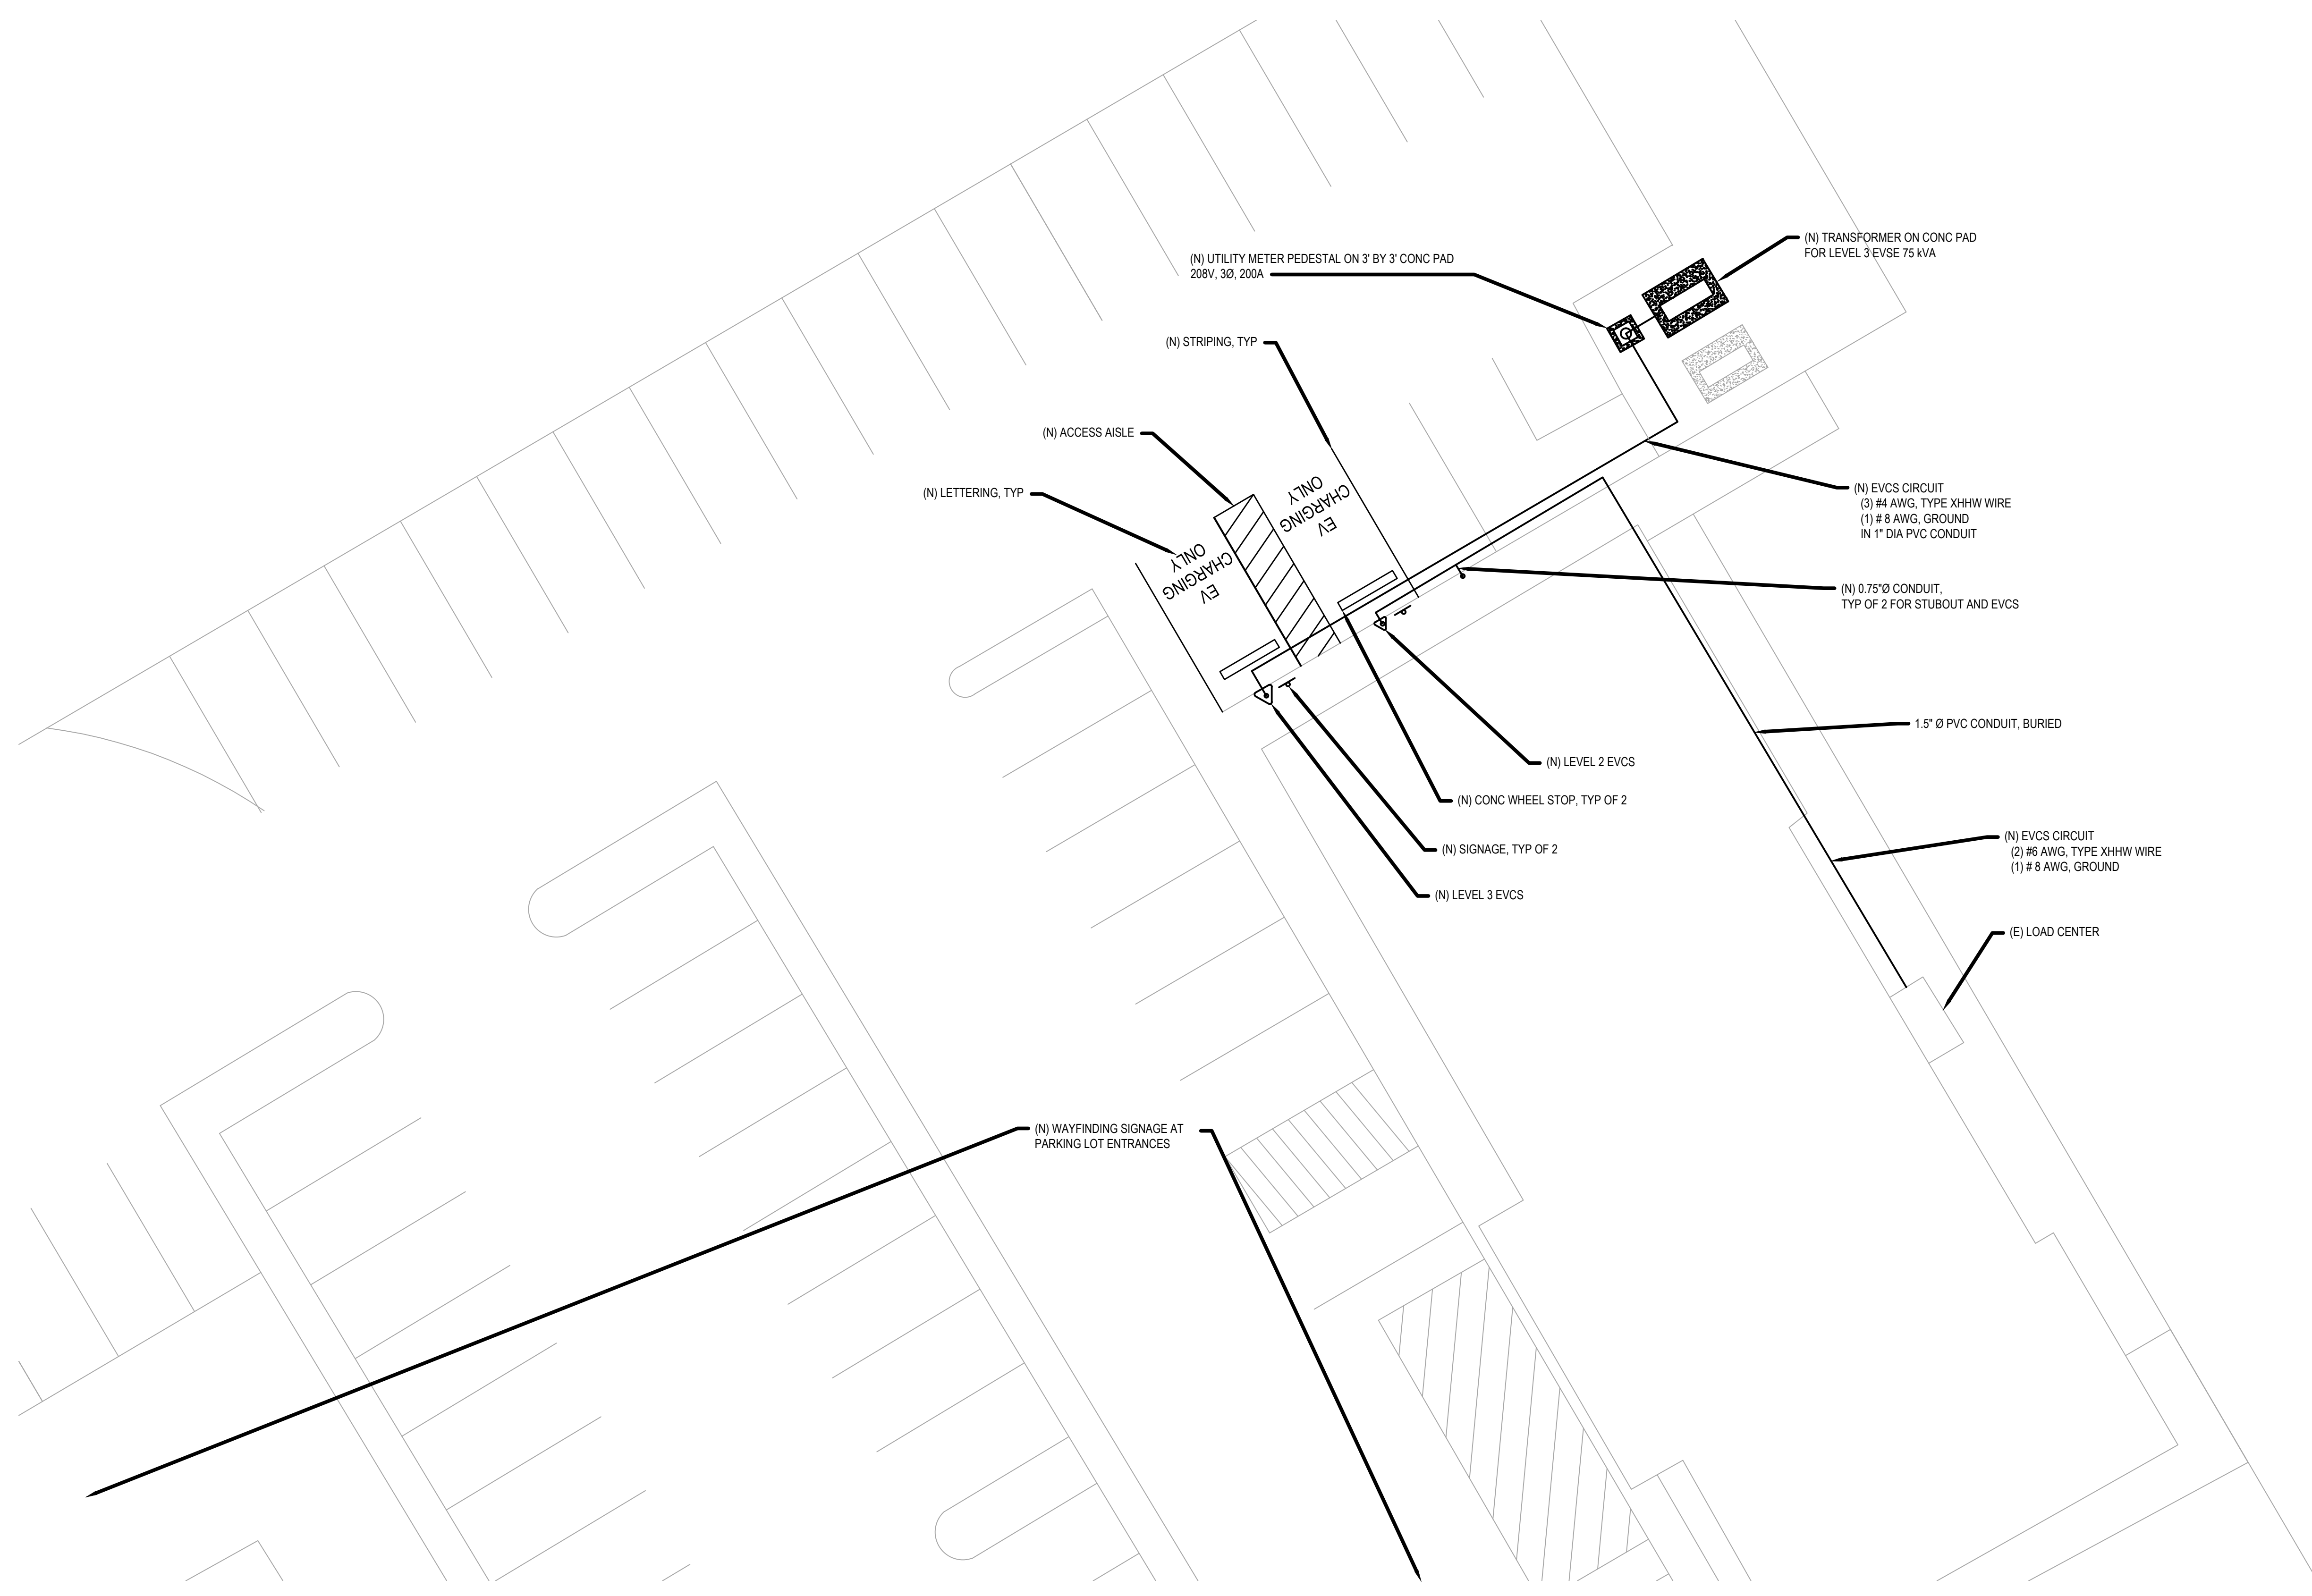 (N) TRANSFORMER ON CONC PAD
FOR LEVEL 3 EVSE 75 kVA
(N) UTILITY METER PEDESTAL ON 3' BY 3' CONC PAD
208V, 3Ø, 200A
(N) STRIPING, TYP
(N) ACCESS AISLE
(N) LETTERING, TYP
EV
CHARGING
ONLY
EV
CHARGING
ONLY
(N) EVCS CIRCUIT
(3) #4 AWG, TYPE XHHW WIRE
(1) # 8 AWG, GROUND
IN 1" DIA PVC CONDUIT
(N) 0.75"Ø CONDUIT,
TYP OF 2 FOR STUBOUT AND EVCS
1.5" Ø PVC CONDUIT, BURIED
(N) LEVEL 2 EVCS
(N) CONC WHEEL STOP, TYP OF 2
(N) SIGNAGE, TYP OF 2
(N) LEVEL 3 EVCS
(N) EVCS CIRCUIT
(2) #6 AWG, TYPE XHHW WIRE
(1) # 8 AWG, GROUND
(E) LOAD CENTER
(N) WAYFINDING SIGNAGE AT
PARKING LOT ENTRANCES